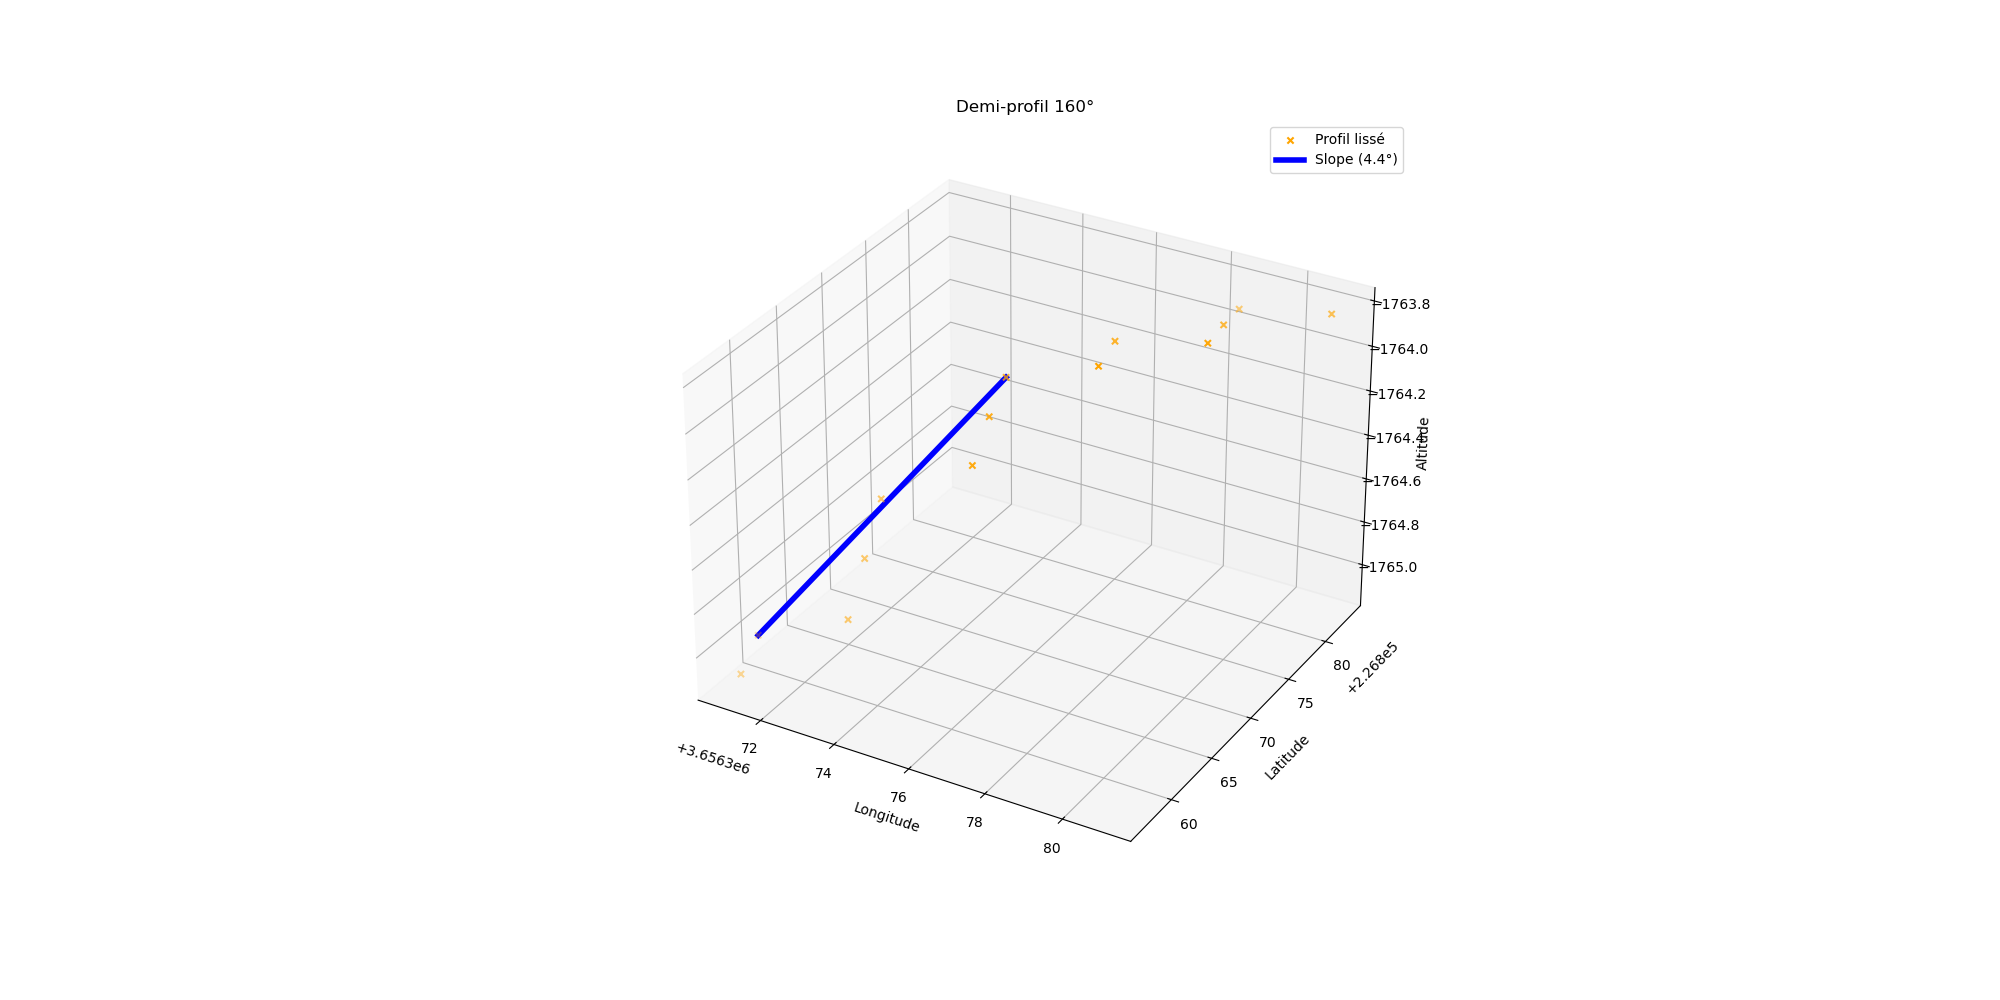 Demi-profil 160°
Profil lissé
Slope (4.4°)
−1763.8
−1764.0
−1764.2
−1764.4
−1764.6
−1764.8
−1765.0
Altitude
80
75
70
65
60
+2.268e5
Latitude
72
74
76
78
80
+3.6563e6
Longitude